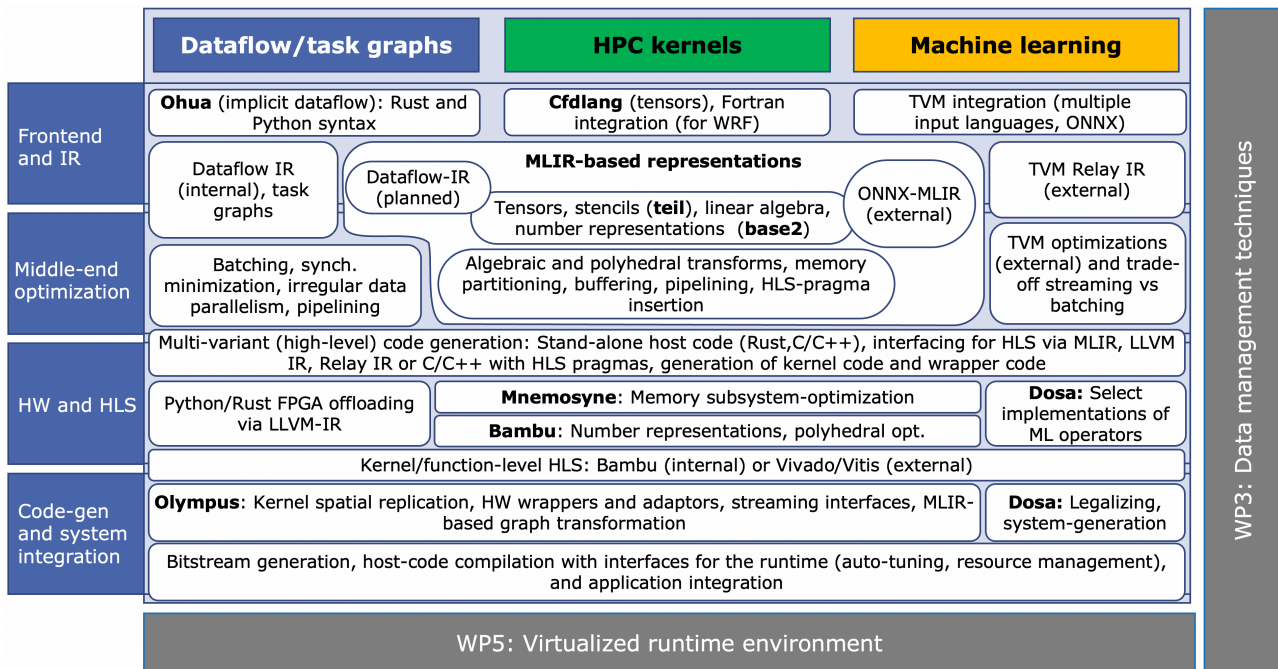 Dataflow/task graphs
HPC kernels
Machine learning
Frontend
and IR
Ohua (implicit dataflow): Rust and
Python syntax
Cfdlang (tensors), Fortran
integration (for WRF)
TVM integration (multiple
input languages, ONNX)
Dataflow IR
(internal), task
graphs
MLIR-based representations
Dataflow-IR
(planned)
Tensors, stencils (teil), linear algebra,
number representations (base2)
ONNX-MLIR
(external)
TVM Relay IR
(external)
Middle-end
optimization
Batching, synch.
minimization, irregular data
parallelism, pipelining
Algebraic and polyhedral transforms, memory
partitioning, buffering, pipelining, HLS-pragma
insertion
TVM optimizations
(external) and trade-
off streaming vs
batching
HW and HLS
Multi-variant (high-level) code generation: Stand-alone host code (Rust,C/C++), interfacing for HLS via MLIR, LLVM
IR, Relay IR or C/C++ with HLS pragmas, generation of kernel code and wrapper code
Python/Rust FPGA offloading
via LLVM-IR
Mnemosyne: Memory subsystem-optimization
Bambu: Number representations, polyhedral opt.
Dosa: Select
implementations of
ML operators
Kernel/function-level HLS: Bambu (internal) or Vivado/Vitis (external)
Code-gen
and system
integration
Olympus: Kernel spatial replication, HW wrappers and adaptors, streaming interfaces, MLIR-
based graph transformation
Dosa: Legalizing,
system-generation
Bitstream generation, host-code compilation with interfaces for the runtime (auto-tuning, resource management),
and application integration
WP5: Virtualized runtime environment
WP3: Data management techniques